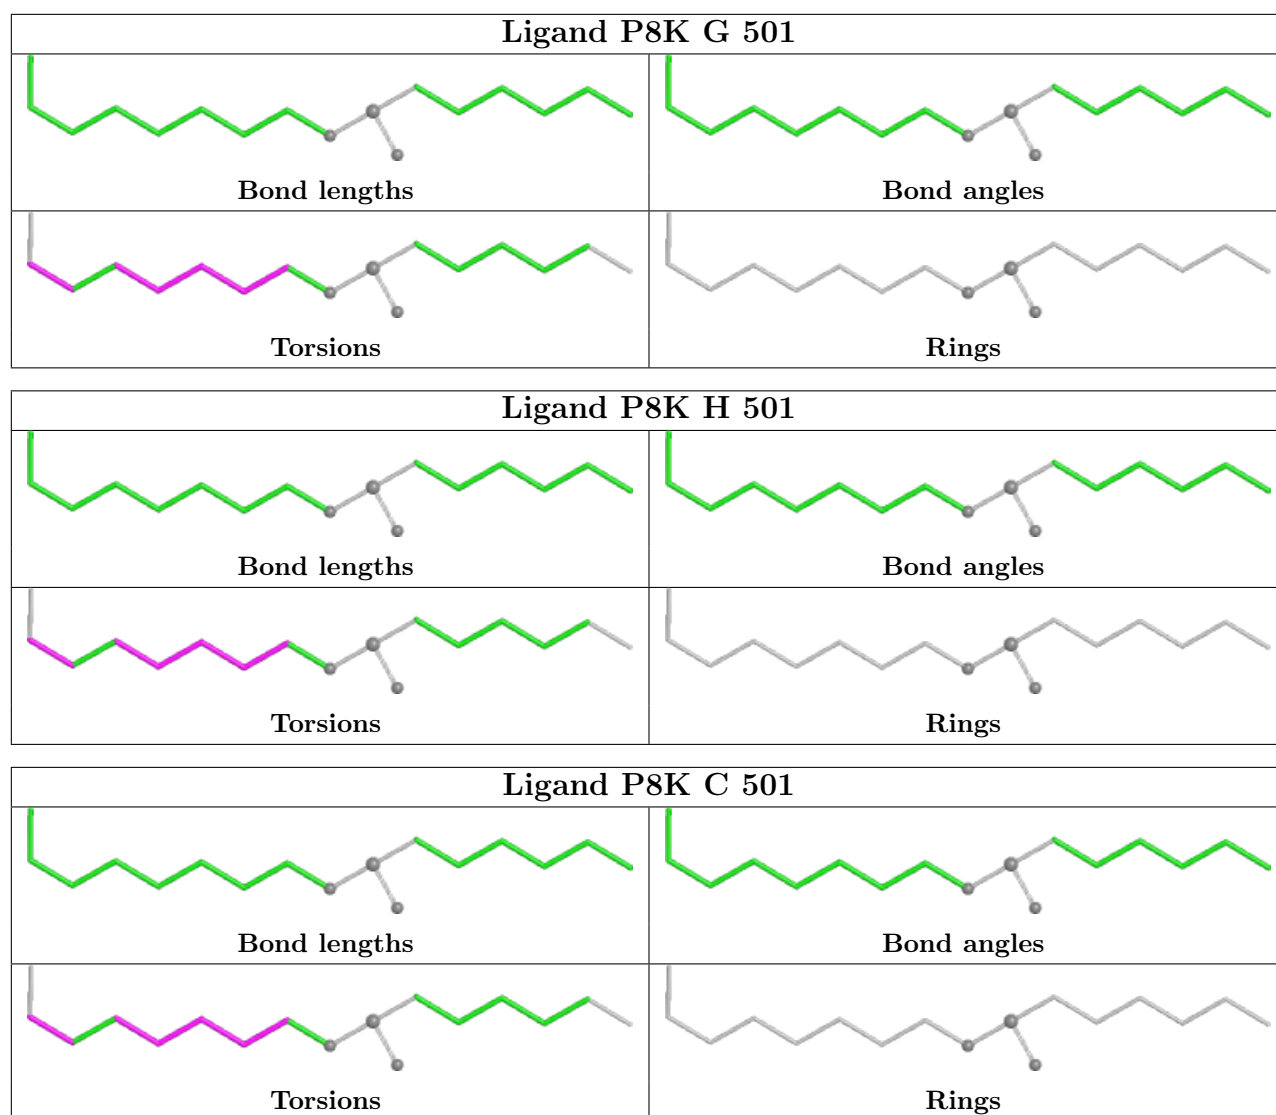 Ligand P8K G 501
Bond lengths
Bond angles
Torsions
Rings
Ligand P8K H 501
Bond lengths
Bond angles
Torsions
Rings
Ligand P8K C 501
Bond lengths
Bond angles
Torsions
Rings